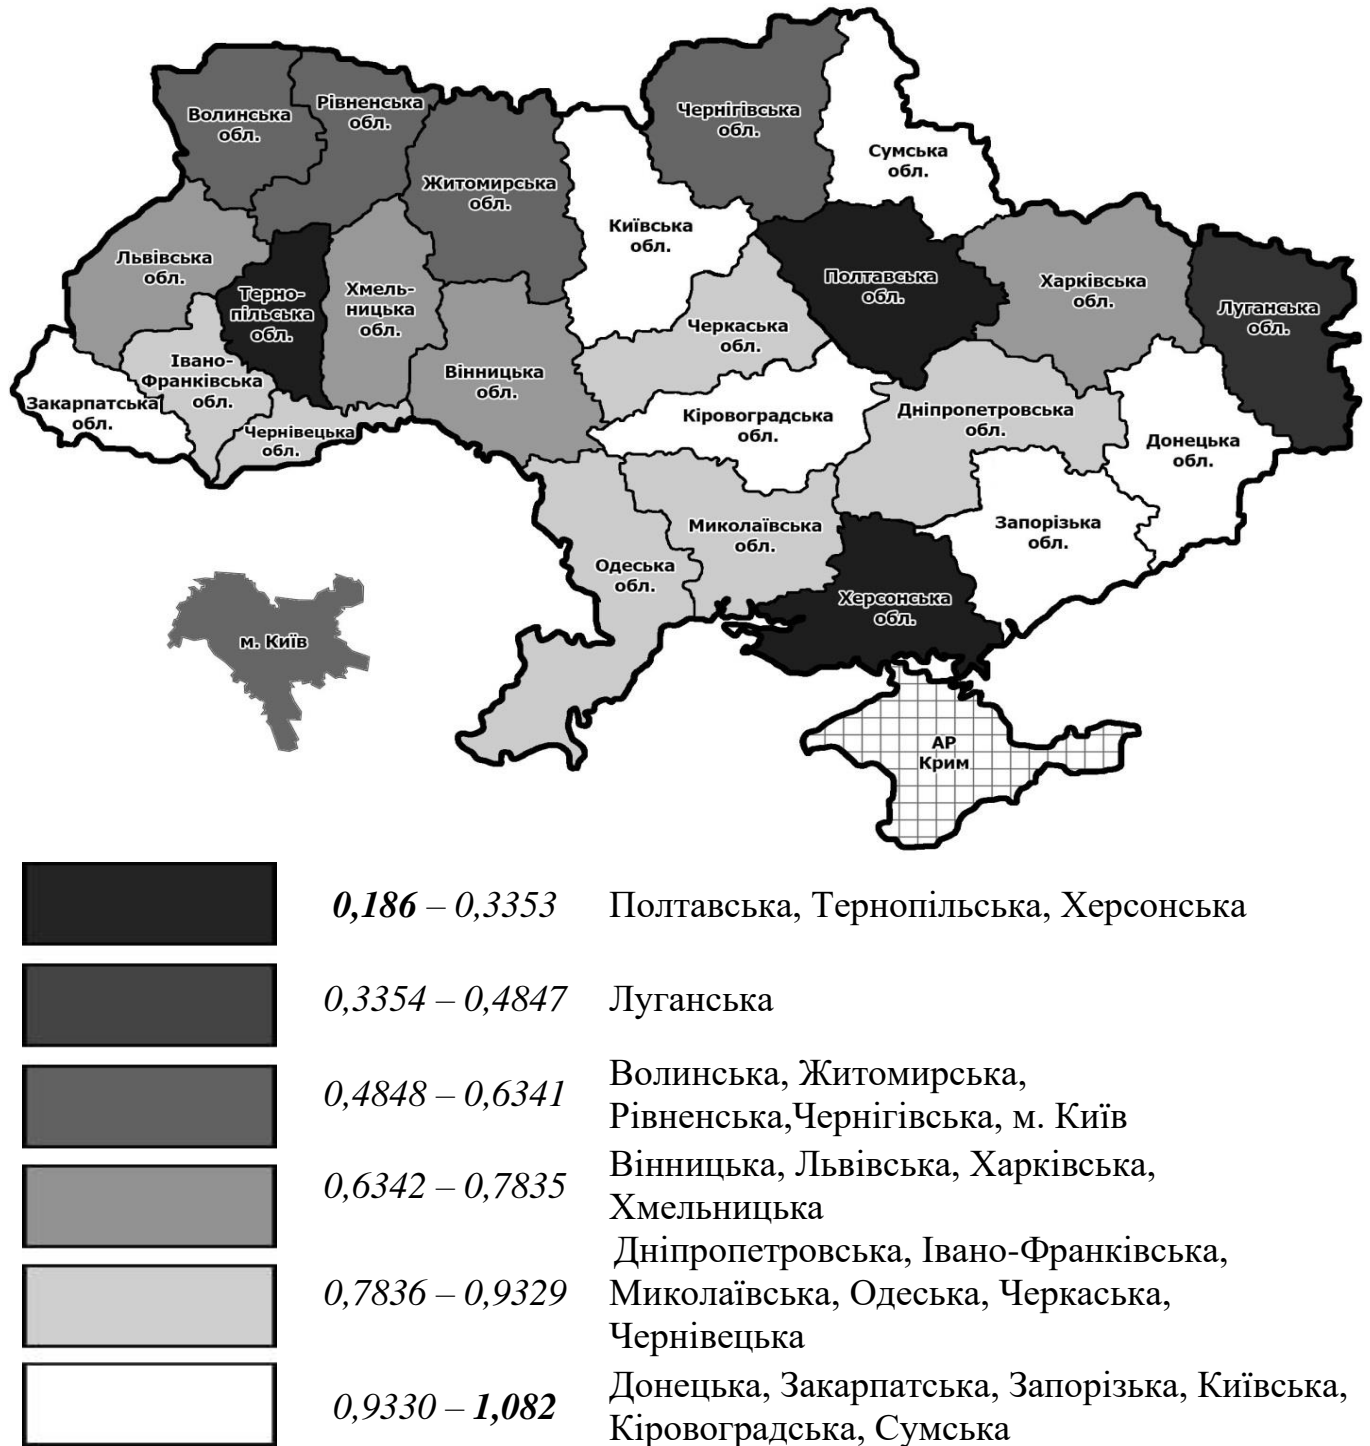 Волинська
обл.
Рівненська
обл.
Житомирська
обл.
Чернігівська
обл.
Сумська
обл.
Київська
обл.
Львівська
обл.
Терно-
пільська
обл.
Хмель-
ницька
обл.
Вінницька
обл.
Івано-
Франківська
обл.
Закарпатська
обл.
Чернівецька
обл.
Черкаська
обл.
Полтавська
обл.
Харківська
обл.
Луганська
обл.
Кіровоградська
обл.
Дніпропетровська
обл.
Донецька
обл.
Запорізька
обл.
Миколаївська
обл.
Одеська
обл.
Херсонська
обл.
м. Київ
АР
Крим
0,186 – 0,3353 Полтавська, Тернопільська, Херсонська
0,3354 – 0,4847 Луганська
0,4848 – 0,6341 Волинська, Житомирська,
Рівненська,Чернігівська, м. Київ
0,6342 – 0,7835 Вінницька, Львівська, Харківська,
Хмельницька
Дніпропетровська, Івано-Франківська,
0,7836 – 0,9329 Миколаївська, Одеська, Черкаська,
Чернівецька
0,9330 – 1,082 Донецька, Закарпатська, Запорізька, Київська,
Кіровоградська, Сумська